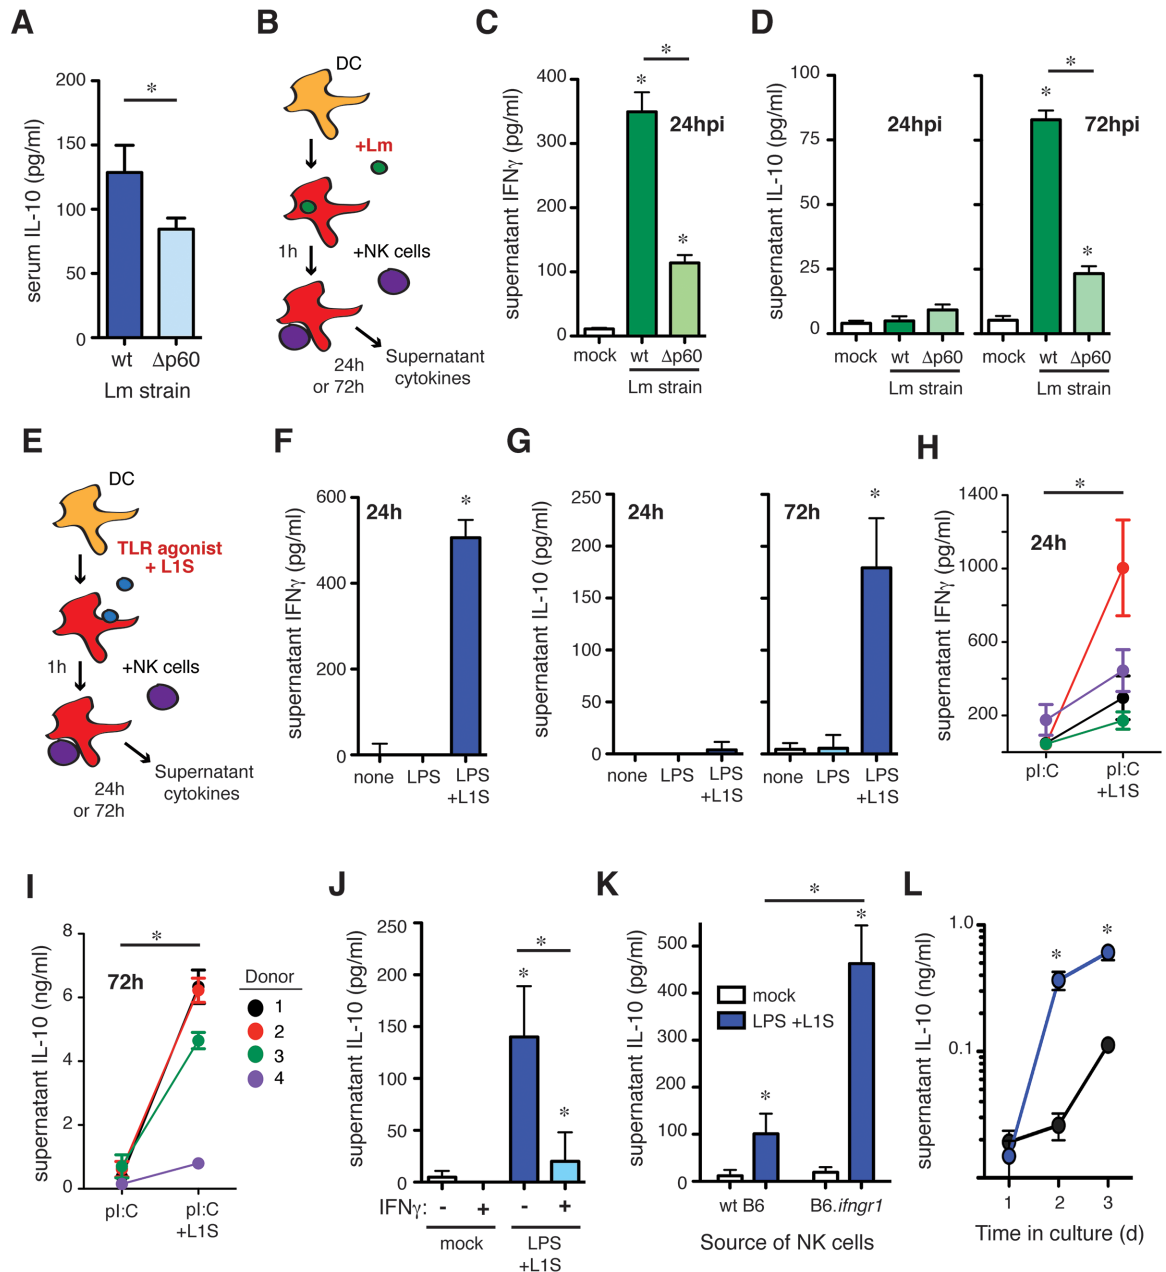 A
200
150
100
50
0
serum IL-10 (pg/ml)
*
wt
Δp60
Lm strain
B
DC
+Lm
1h
+NK cells
24h
or 72h
Supernatant
cytokines
C
400
300
200
100
0
supernatant IFNγ (pg/ml)
*
*
*
24hpi
mock
wt
Δp60
Lm strain
D
100
75
50
25
0
supernatant IL-10 (pg/ml)
24hpi
mock
wt
Δp60
Lm strain
*
*
*
72hpi
mock
wt
Δp60
Lm strain
E
DC
TLR agonist
+ L1S
1h
+NK cells
24h
or 72h
Supernatant
cytokines
F
600
400
200
0
supernatant IFNγ (pg/ml)
24h
*
none
LPS
LPS
+L1S
G
250
200
150
100
50
0
supernatant IL-10 (pg/ml)
24h
none
LPS
LPS
+L1S
72h
*
none
LPS
LPS
+L1S
H
1400
1000
600
200
supernatant IFNγ (pg/ml)
24h
*
pI:C
pI:C
+L1S
I
8
6
4
2
0
supernatant IL-10 (ng/ml)
72h
*
pI:C
pI:C
+L1S
Donor
1
2
3
4
J
250
200
150
100
50
0
supernatant IL-10 (pg/ml)
*
*
*
IFNγ: - + - +
mock
LPS
+L1S
K
500
400
300
200
100
0
supernatant IL-10 (pg/ml)
mock
LPS +L1S
*
*
*
wt B6
B6.ifngr1
Source of NK cells
L
1.0
0.1
supernatant IL-10 (ng/ml)
*
*
1
2
3
Time in culture (d)